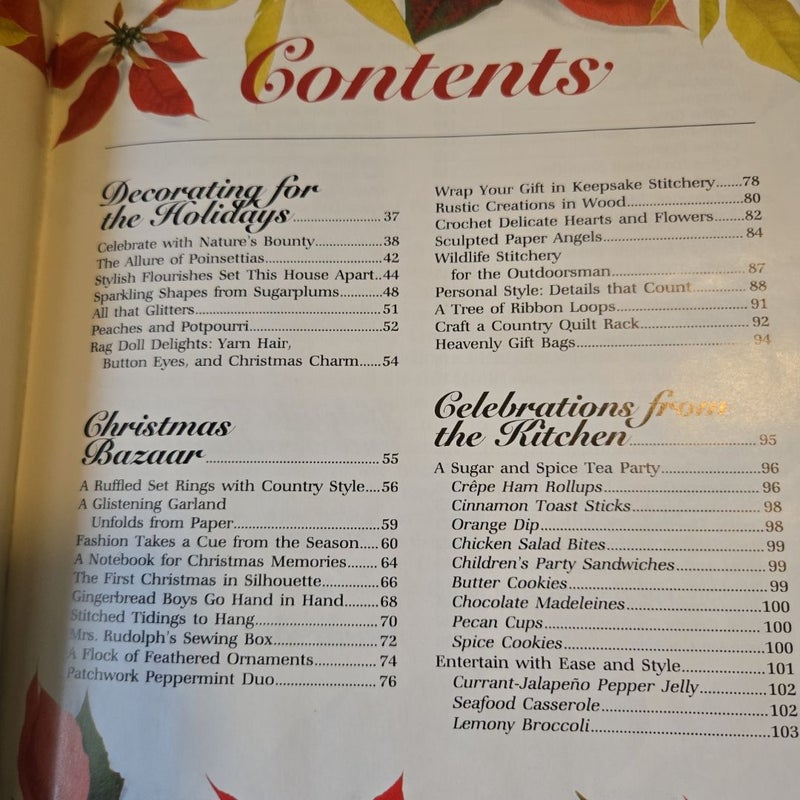 Contents
Decorating for
the Holidays.....................37
Celebrate with Nature's Bounty................38
The Allure of Poinsettias............................42
Stylish Flourishes Set This House Apart..44
Sparkling Shapes from Sugarplums..........48
All that Glitters.............................................51
Peaches and Potpourri................................52
Rag Doll Delights: Yarn Hair,
Button Eyes, and Christmas Charm......54
Christmas
Bazaar..........................................55
A Ruffled Set Rings with Country Style....56
A Glistening Garland
Unfolds from Paper...................................59
Fashion Takes a Cue from the Season.....60
A Notebook for Christmas Memories.......64
The First Christmas in Silhouette..............66
Gingerbread Boys Go Hand in Hand........68
Stitched Tidings to Hang.............................70
Mrs. Rudolph's Sewing Box.........................72
A Flock of Feathered Ornaments...............74
Patchwork Peppermint Duo........................76
Wrap Your Gift in Keepsake Stitchery.......78
Rustic Creations in Wood............................80
Crochet Delicate Hearts and Flowers.......82
Sculpted Paper Angels.................................84
Wildlife Stitchery
for the Outdoorsman................................87
Personal Style: Details that Count.............88
A Tree of Ribbon Loops...............................91
Craft a Country Quilt Rack.........................92
Heavenly Gift Bags........................................94
Celebrations from
the Kitchen..............................95
A Sugar and Spice Tea Party.......................96
Crêpe Ham Rollups.....................................96
Cinnamon Toast Sticks...............................98
Orange Dip...................................................98
Chicken Salad Bites.....................................99
Children's Party Sandwiches.....................99
Butter Cookies..............................................99
Chocolate Madeleines...............................100
Pecan Cups.................................................100
Spice Cookies..............................................100
Entertain with Ease and Style...................101
Currant-Jalapeño Pepper Jelly.................102
Seafood Casserole......................................102
Lemony Broccoli........................................103